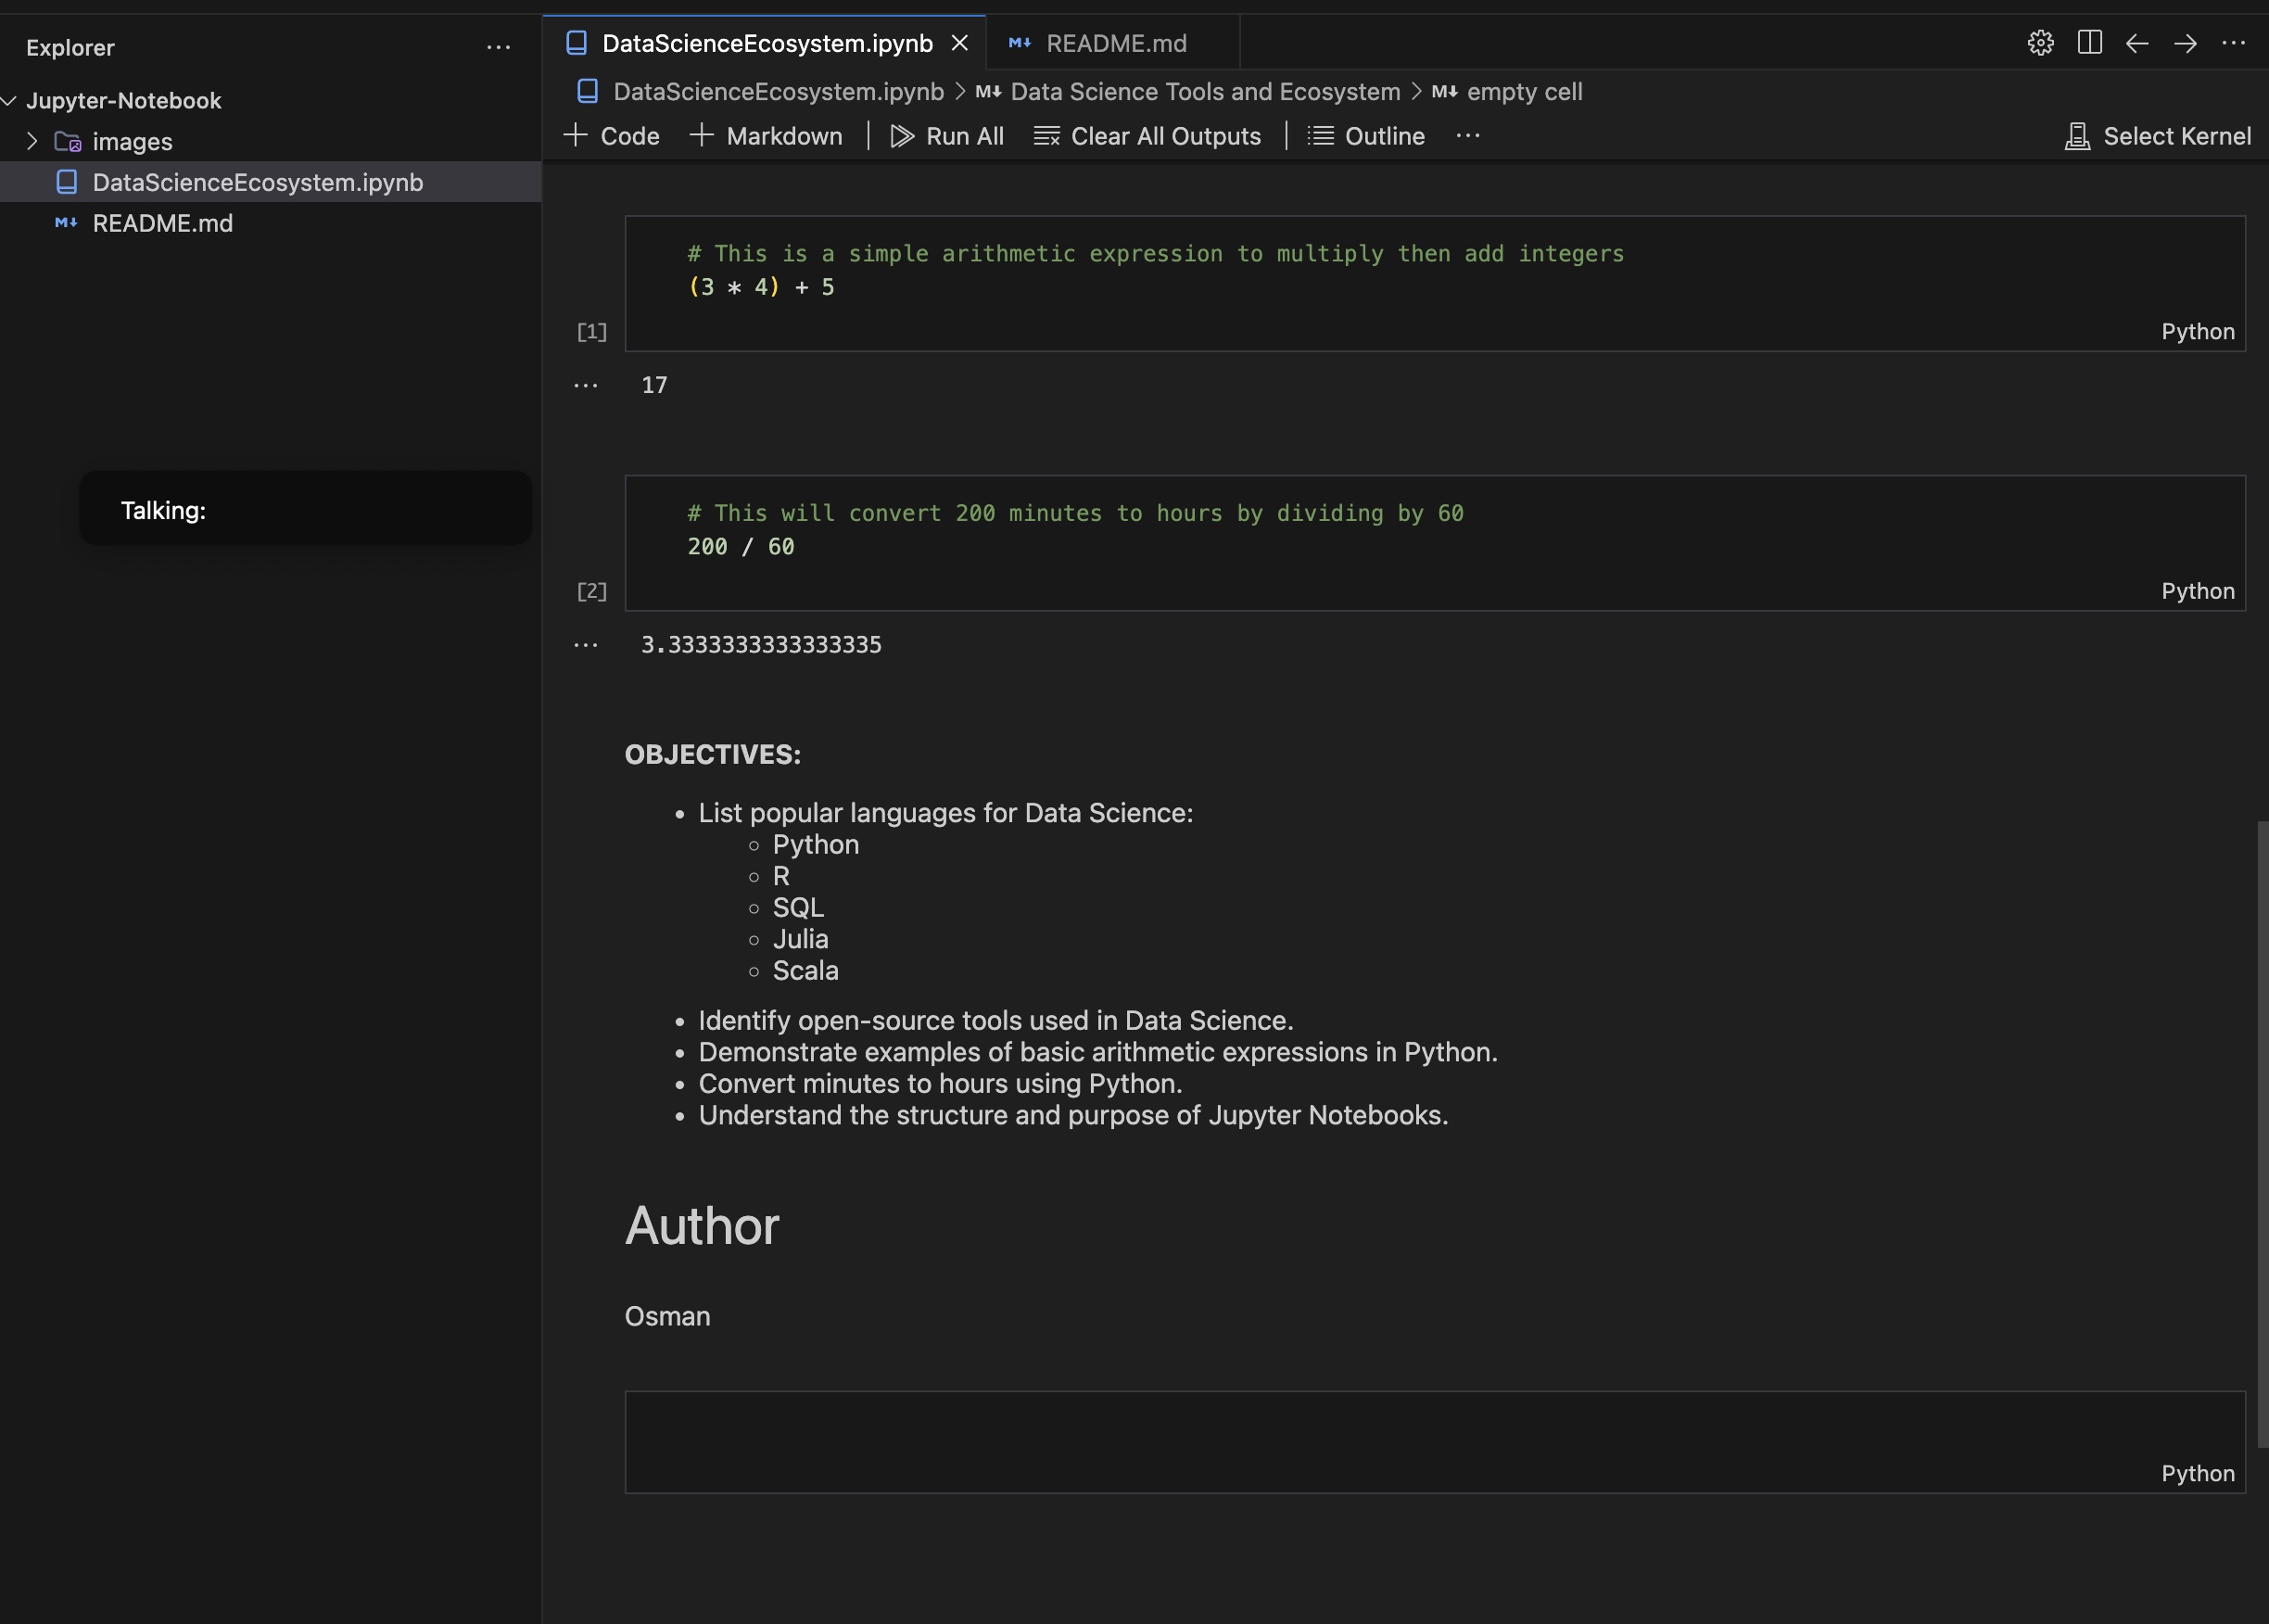 Explorer
Jupyter-Notebook
images
DataScienceEcosystem.ipynb
README.md
Talking:
DataScienceEcosystem.ipynb
README.md
DataScienceEcosystem.ipynb > Data Science Tools and Ecosystem > empty cell
+ Code + Markdown | Run All Clear All Outputs | Outline ... Select Kernel
# This is a simple arithmetic expression to multiply then add integers
(3 * 4) + 5
[1]
Python
... 17
# This will convert 200 minutes to hours by dividing by 60
200 / 60
[2]
Python
... 3.3333333333333335
OBJECTIVES:
• List popular languages for Data Science:
◦ Python
◦ R
◦ SQL
◦ Julia
◦ Scala
• Identify open-source tools used in Data Science.
• Demonstrate examples of basic arithmetic expressions in Python.
• Convert minutes to hours using Python.
• Understand the structure and purpose of Jupyter Notebooks.
Author
Osman
Python